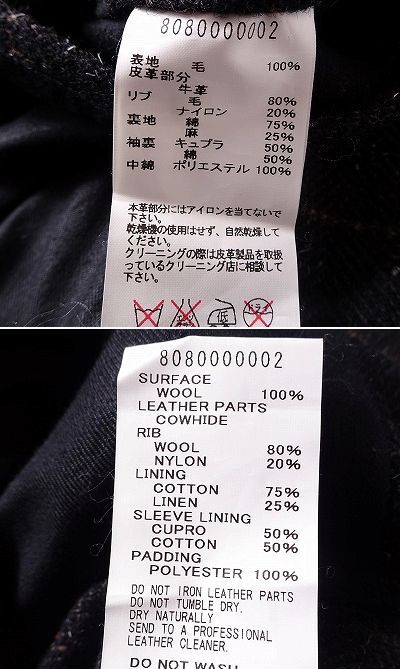 8080000002
表地 毛 100%
皮革部分
牛革
リブ 毛 80%
ナイロン 20%
裏地 綿 75%
麻 25%
袖裏 キュプラ 50%
綿 50%
中綿 ポリエステル 100%
本革部分にはアイロンを当てないで
下さい。
乾燥機の使用はせず、自然乾燥して
ください。
クリーニングの際は皮革製品を取扱
っているクリーニング店に相談して
下さい。
低
8080000002
SURFACE
WOOL 100%
LEATHER PARTS
COWHIDE
RIB
WOOL 80%
NYLON 20%
LINING
COTTON 75%
LINEN 25%
SLEEVE LINING
CUPRO 50%
COTTON 50%
PADDING
POLYESTER 100%
DO NOT IRON LEATHER PARTS
DO NOT TUMBLE DRY.
DRY NATURALLY
SEND TO A PROFESSIONAL
LEATHER CLEANER.
DO NOT WASH